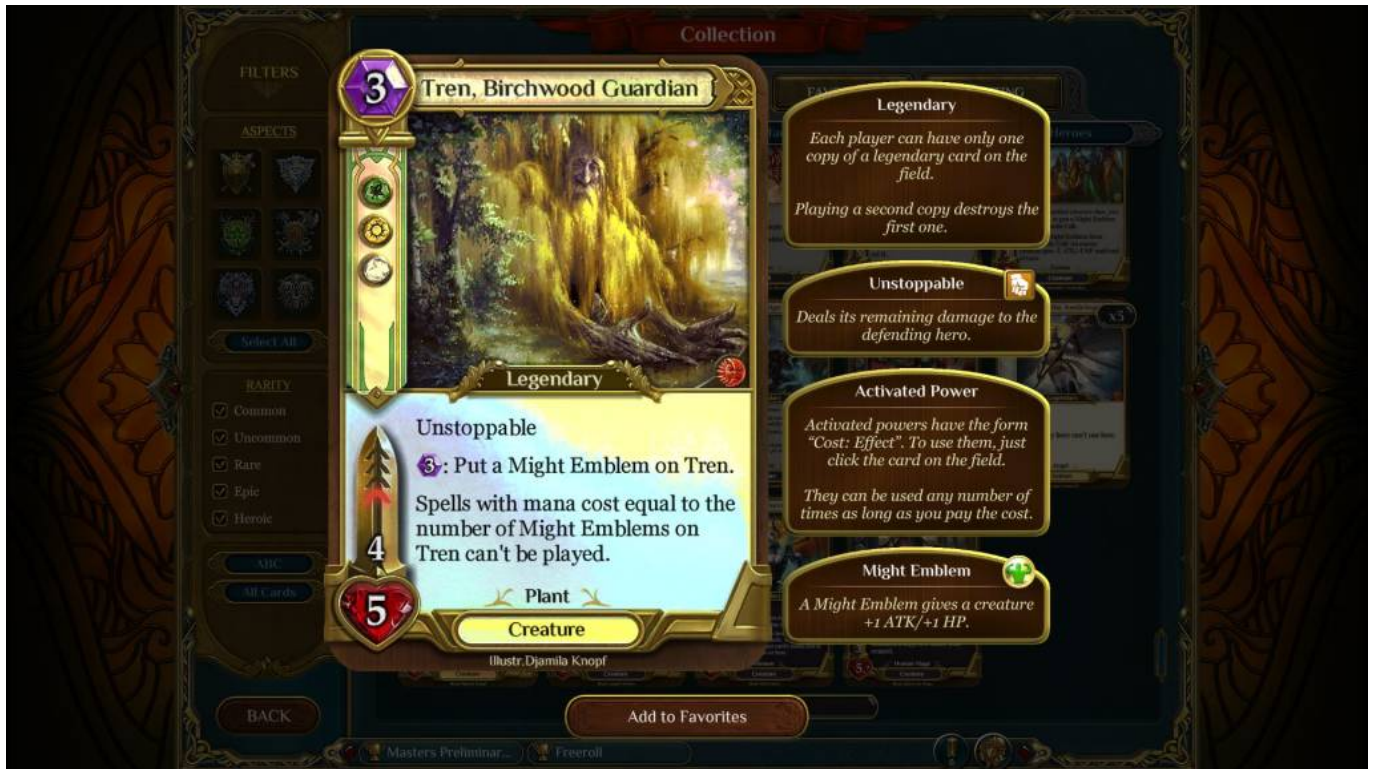 Collection
FILTERS
ASPECTS
Select All
RARITY
Common
Uncommon
Rare
Epic
Heroic
ABC
All Cards
BACK
3
Tren, Birchwood Guardian
Legendary
Unstoppable
3: Put a Might Emblem on Tren.
Spells with mana cost equal to the
number of Might Emblems on
Tren can't be played.
4
5
Plant
Creature
Illustr.Djamila Knopf
Legendary
Each player can have only one
copy of a legendary card on the
field.
Playing a second copy destroys the
first one.
Unstoppable
Deals its remaining damage to the
defending hero.
Activated Power
Activated powers have the form
"Cost: Effect". To use them, just
click the card on the field.
They can be used any number of
times as long as you pay the cost.
Might Emblem
A Might Emblem gives a creature
+1 ATK/+1 HP.
x3
Add to Favorites
Masters Preliminar...
Freeroll